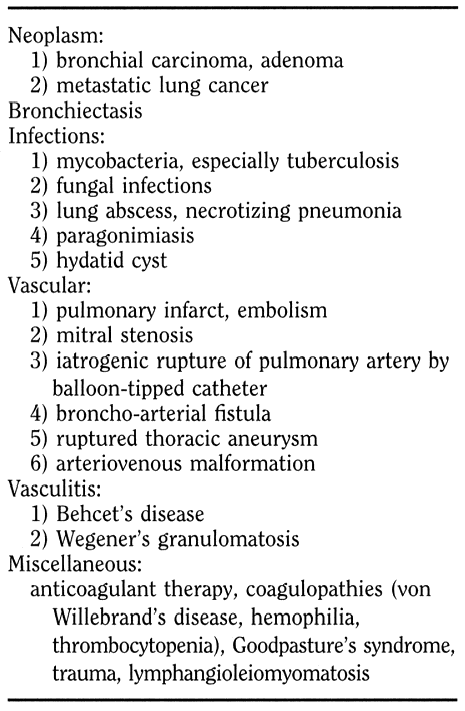 Neoplasm:
1) bronchial carcinoma, adenoma
2) metastatic lung cancer
Bronchiectasis
Infections:
1) mycobacteria, especially tuberculosis
2) fungal infections
3) lung abscess, necrotizing pneumonia
4) paragonimiasis
5) hydatid cyst
Vascular:
1) pulmonary infarct, embolism
2) mitral stenosis
3) iatrogenic rupture of pulmonary artery by
balloon-tipped catheter
4) broncho-arterial fistula
5) ruptured thoracic aneurysm
6) arteriovenous malformation
Vasculitis:
1) Behcet's disease
2) Wegener's granulomatosis
Miscellaneous:
anticoagulant therapy, coagulopathies (von
Willebrand's disease, hemophilia,
thrombocytopenia), Goodpasture's syndrome,
trauma, lymphangioleiomyomatosis